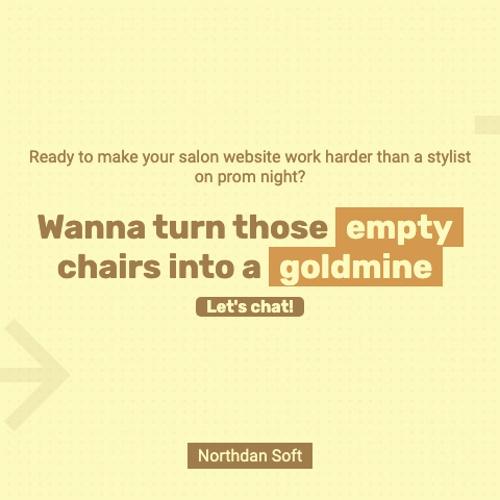 Ready to make your salon website work harder than a stylist
on prom night?
Wanna turn those empty
chairs into a goldmine
Let's chat!
Northdan Soft